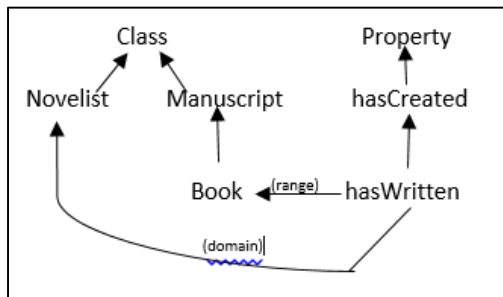 Class Property
Novelist Manuscript hasCreated
Book (range) hasWritten
(domain)